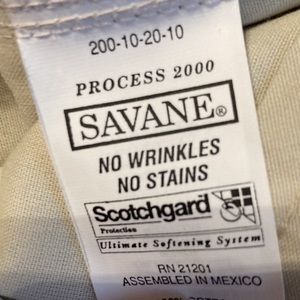 200-10-20-10
PROCESS 2000
SAVANE®
NO WRINKLES
NO STAINS
Scotchgard
Protection
Ultimate Softening System
RN 21201
ASSEMBLED IN MEXICO